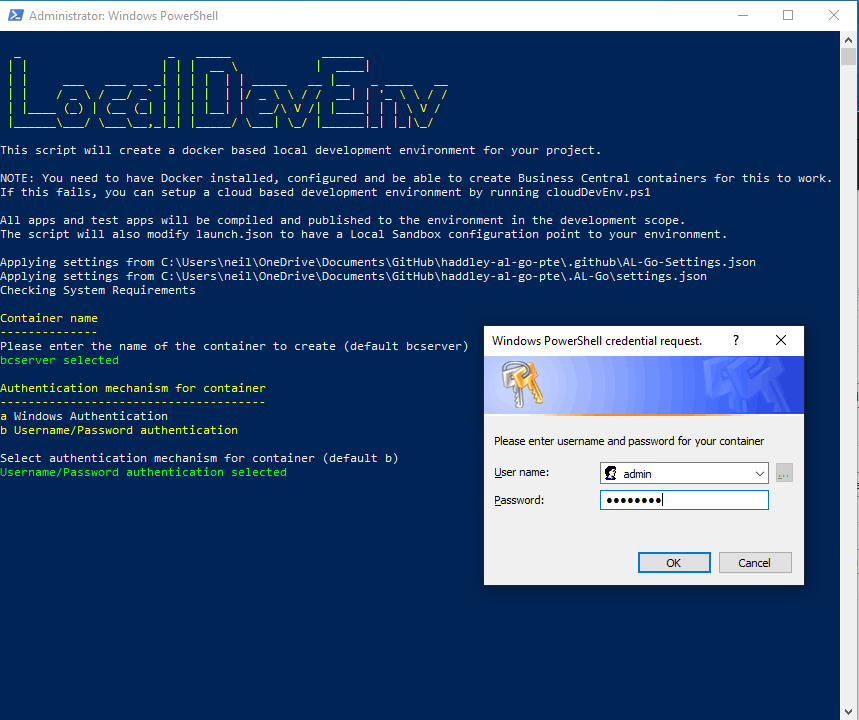 Administrator: Windows PowerShell
LocalDevEnv
This script will create a docker based local development environment for your project.
NOTE: You need to have Docker installed, configured and be able to create Business Central containers for this to work.
If this fails, you can setup a cloud based development environment by running cloudDevEnv.ps1
All apps and test apps will be compiled and published to the environment in the development scope.
The script will also modify launch.json to have a Local Sandbox configuration point to your environment.
Applying settings from C:\Users\neil\OneDrive\Documents\GitHub\haddley-al-go-pte\.github\AL-Go-Settings.json
Applying settings from C:\Users\neil\OneDrive\Documents\GitHub\haddley-al-go-pte\.AL-Go\settings.json
Checking System Requirements
Container name
--------------
Please enter the name of the container to create (default bcserver)
bcserver selected
Authentication mechanism for container
--------------------------------------
a Windows Authentication
b Username/Password authentication
Select authentication mechanism for container (default b)
Username/Password authentication selected
Windows PowerShell credential request.
?
Please enter username and password for your container
User name:
admin
...
Password:
●●●●●●●●
OK
Cancel